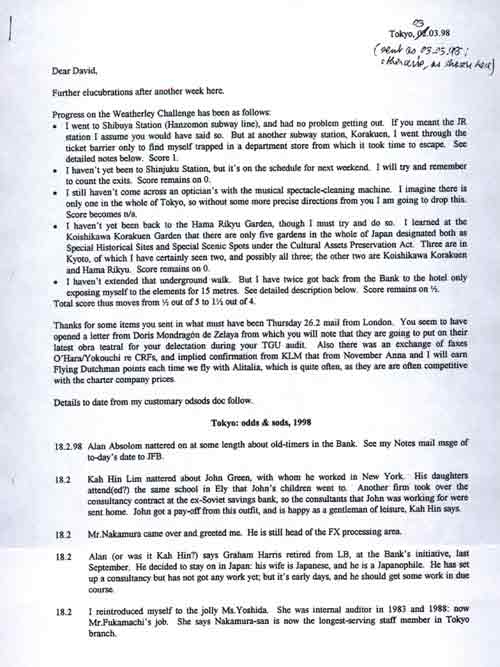 03
Tokyo, 02.03.98
(sent as 03.03.98;
otherwise, as shown here)
Dear David,
Further elucubrations after another week here.
Progress on the Weatherley Challenge has been as follows:
• I went to Shibuya Station (Hanzomon subway line), and had no problem getting out. If you meant the JR
station I assume you would have said so. But at another subway station, Korakuen, I went through the
ticket barrier only to find myself trapped in a department store from which it took time to escape. See
detailed notes below. Score 1.
• I haven't yet been to Shinjuku Station, but it's on the schedule for next weekend. I will try and remember
to count the exits. Score remains on 0.
• I still haven't come across an optician's with the musical spectacle-cleaning machine. I imagine there is
only one in the whole of Tokyo, so without some more precise directions from you I am going to drop this.
Score becomes n/a.
• I haven't yet been back to the Hama Rikyu Garden, though I must try and do so. I learned at the
Koishikawa Korakuen Garden that there are only five gardens in the whole of Japan designated both as
Special Historical Sites and Special Scenic Spots under the Cultural Assets Preservation Act. Three are in
Kyoto, of which I have certainly seen two, and possibly all three; the other two are Koishikawa Korakuen
and Hama Rikyu. Score remains on 0.
• I haven't extended that underground walk. But I have twice got back from the Bank to the hotel only
exposing myself to the elements for 15 metres. See detailed description below. Score remains on ½.
Total score thus moves from ½ out of 5 to 1½ out of 4.
Thanks for some items you sent in what must have been Thursday 26.2 mail from London. You seem to have
opened a letter from Doris Mondragón de Zelaya from which you will note that they are going to put on their
latest obra teatral for your delectation during your TGU audit. Also there was an exchange of faxes
O'Hara/Yokouchi re CRFs, and implied confirmation from KLM that from November Anna and I will earn
Flying Dutchman points each time we fly with Alitalia, which is quite often, as they are are often competitive
with the charter company prices.
Details to date from my customary odsods doc follow.
Tokyo: odds & sods, 1998
18.2.98 Alan Absolom nattered on at some length about old-timers in the Bank. See my Notes mail msge of
to-day's date to JFB.
18.2 Kah Hin Lim nattered about John Green, with whom he worked in New York. His daughters
attend(ed?) the same school in Ely that John's children went to. Another firm took over the
consultancy contract at the ex-Soviet savings bank, so the consultants that John was working for were
sent home. John got a pay-off from this outfit, and is happy as a gentleman of leisure, Kah Hin says.
18.2 Mr.Nakamura came over and greeted me. He is still head of the FX processing area.
18.2 Alan (or was it Kah Hin?) says Graham Harris retired from LB, at the Bank's initiative, last
September. He decided to stay on in Japan: his wife is Japanese, and he is a Japanophile. He has set
up a consultancy but has not got any work yet; but it's early days, and he should get some work in due
course.
18.2 I reintroduced myself to the jolly Ms.Yoshida. She was internal auditor in 1983 and 1988: now
Mr.Fukamachi's job. She says Nakamura-san is now the longest-serving staff member in Tokyo
branch.